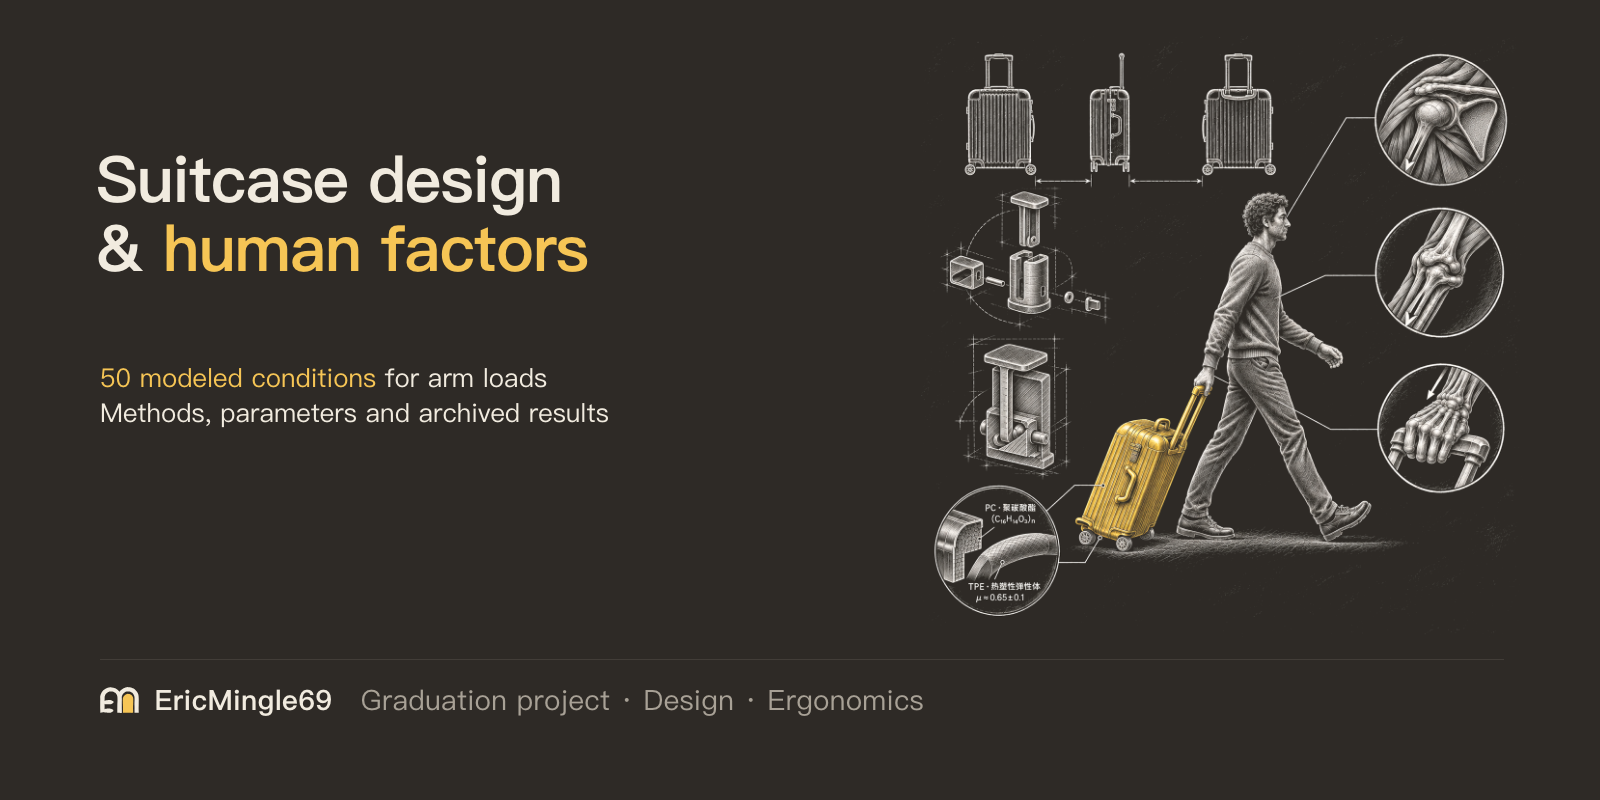 Suitcase design
& human factors
50 modeled conditions for arm loads
Methods, parameters and archived results
PC · 聚碳酸酯
(C₁₆H₁₄O₃)n
TPE · 热塑性弹性体
μ ≈ 0.65±0.1
EricMingle69 Graduation project · Design · Ergonomics